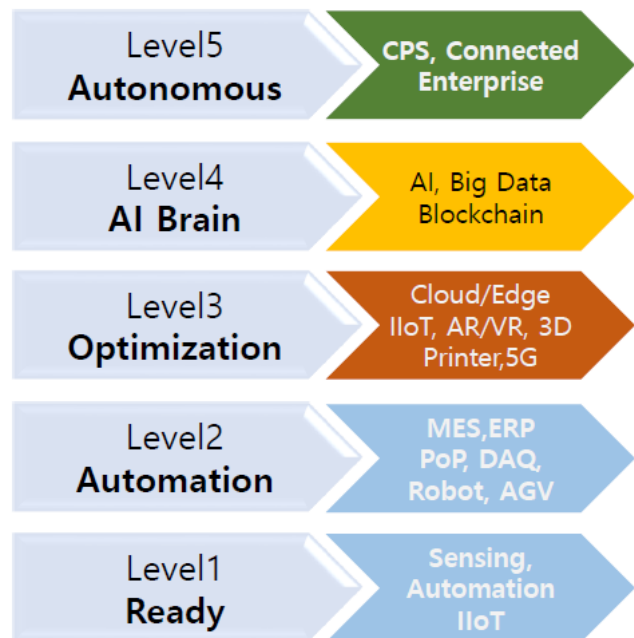 Level5
Autonomous
CPS, Connected
Enterprise
Level4
AI Brain
AI, Big Data
Blockchain
Level3
Optimization
Cloud/Edge
IIoT, AR/VR, 3D
Printer,5G
Level2
Automation
MES,ERP
PoP, DAQ,
Robot, AGV
Level1
Ready
Sensing,
Automation
IIoT